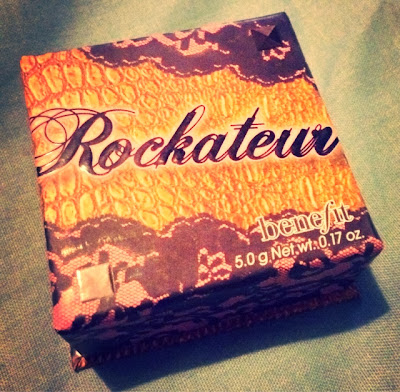 Rockateur
benefit
5.0 g Net wt. 0.17 oz.